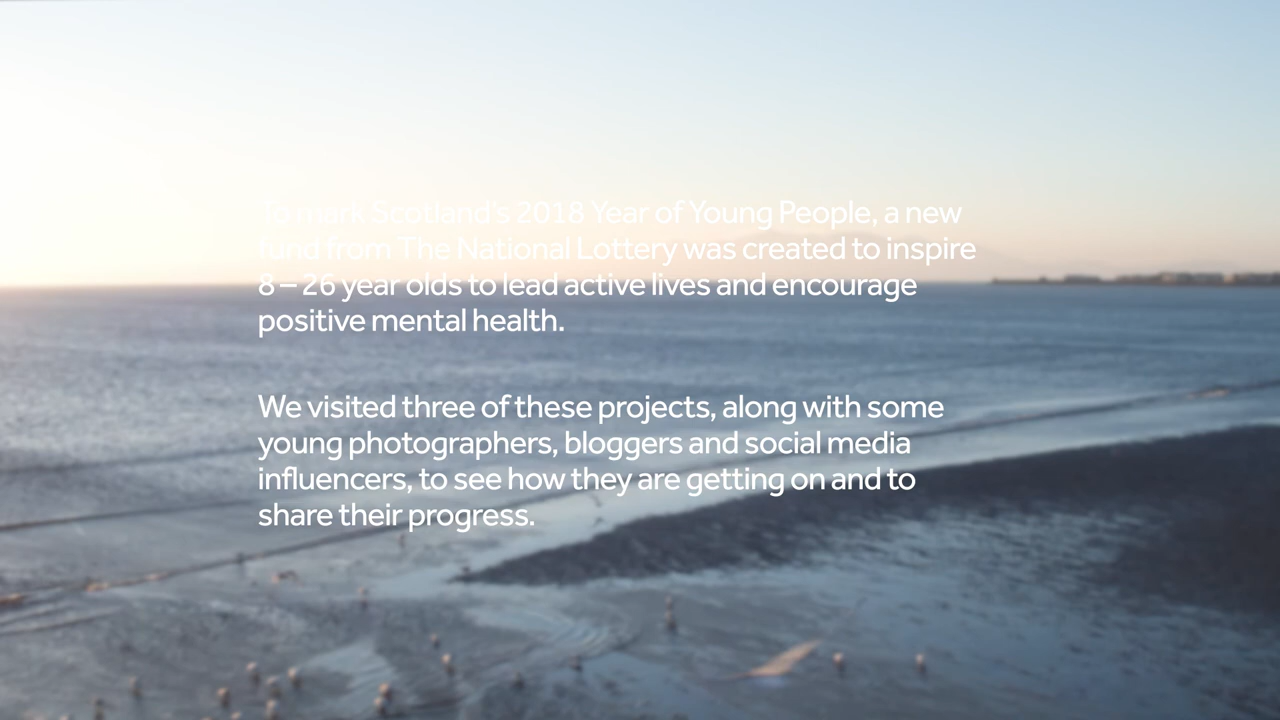 To mark Scotland's 2018 Year of Young People, a new
fund from The National Lottery was created to inspire
8 – 26 year olds to lead active lives and encourage
positive mental health.
We visited three of these projects, along with some
young photographers, bloggers and social media
influencers, to see how they are getting on and to
share their progress.